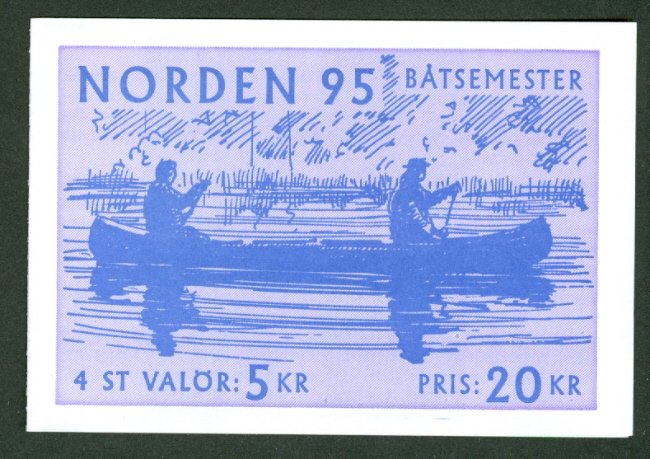 NORDEN 95 BÅTSEMESTER
4 ST VALÖR: 5 KR PRIS: 20 KR